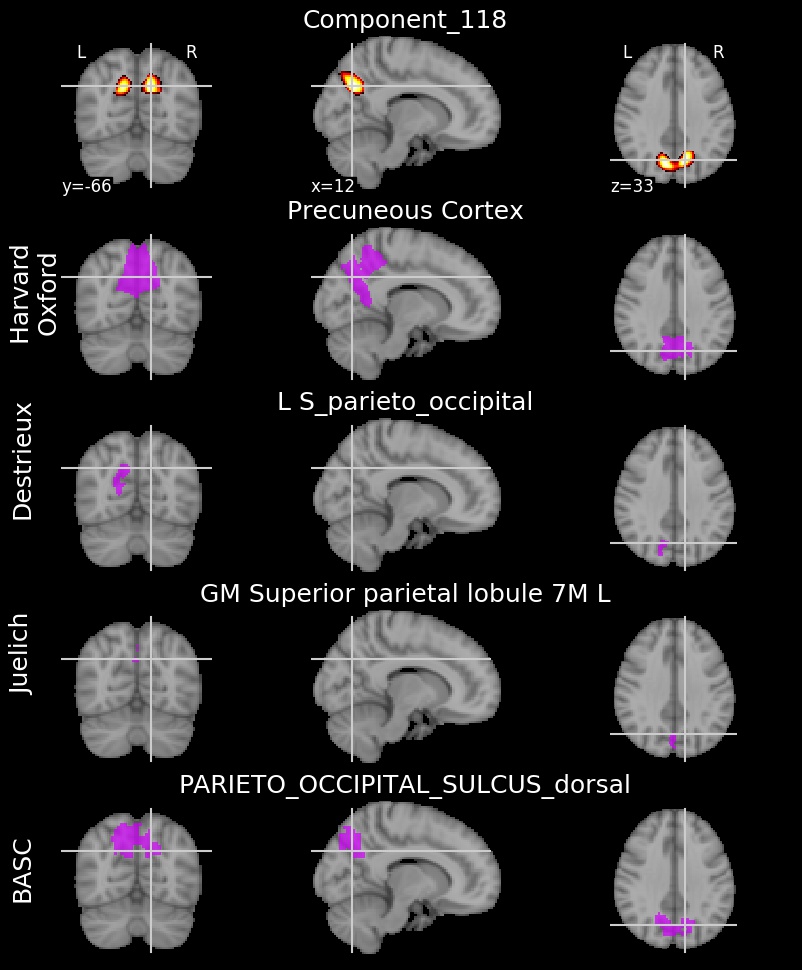 Component_118
L R L R
y=-66 x=12 z=33
Precuneous Cortex
Harvard
Oxford
L S_parieto_occipital
Destrieux
GM Superior parietal lobule 7M L
Juelich
PARIETO_OCCIPITAL_SULCUS_dorsal
BASC